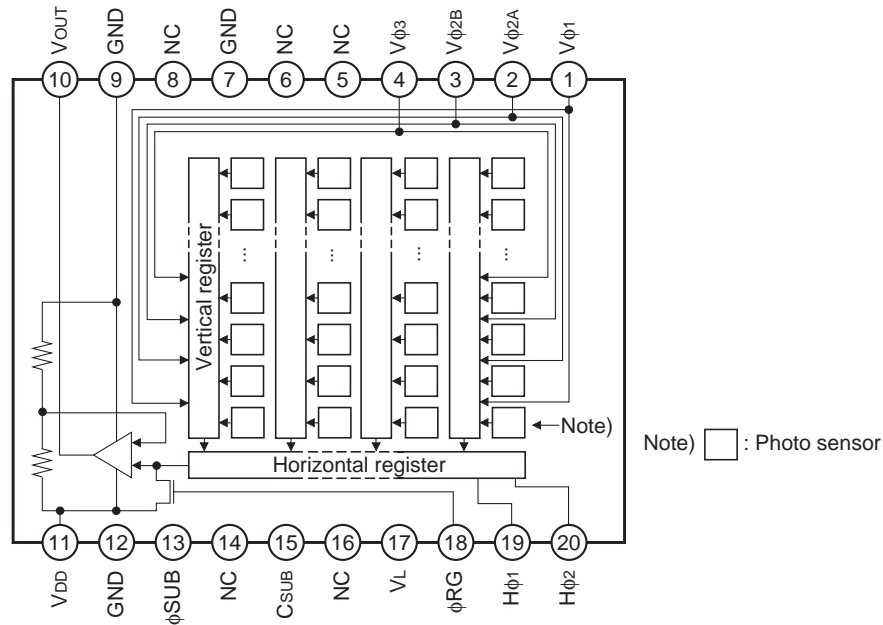 VOUT
GND
NC
GND
NC
NC
Vφ3
Vφ2B
Vφ2A
Vφ1
10
9
8
7
6
5
4
3
2
1
...
...
...
...
Vertical register
Note)
Note) : Photo sensor
Horizontal register
11
12
13
14
15
16
17
18
19
20
VDD
GND
φSUB
NC
CSUB
NC
VL
φRG
Hφ1
Hφ2